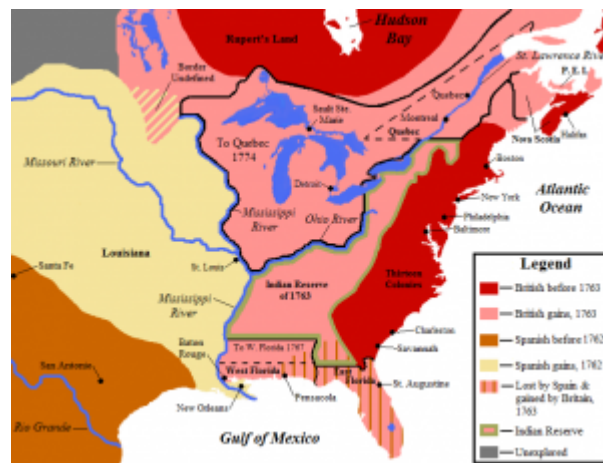 Hudson
Bay
Rupert's Land
St. Lawrence River
Border
Undefined
P.E.I.
Quebec
Sault Ste.
Marie
Montreal
Quebec
Nova Scotia
Halifax
To Quebec
1774
Missouri River
Boston
Detroit
Atlantic
Ocean
New York
Mississippi
River
Ohio River
Philadelphia
Baltimore
Louisiana
St. Louis
Thirteen
Colonies
Legend
Santa Fe
Indian Reserve
of 1763
British before 1763
Mississippi
River
British gains, 1763
Charleston
Spanish before 1762
Baton
Rouge
To W. Florida 1767
Savannah
Spanish gains, 1762
San Antonio
West Florida
East
Florida
St. Augustine
Lost by Spain &
gained by Britain,
1763
New Orleans
Pensacola
Rio Grande
Gulf of Mexico
Indian Reserve
Unexplored